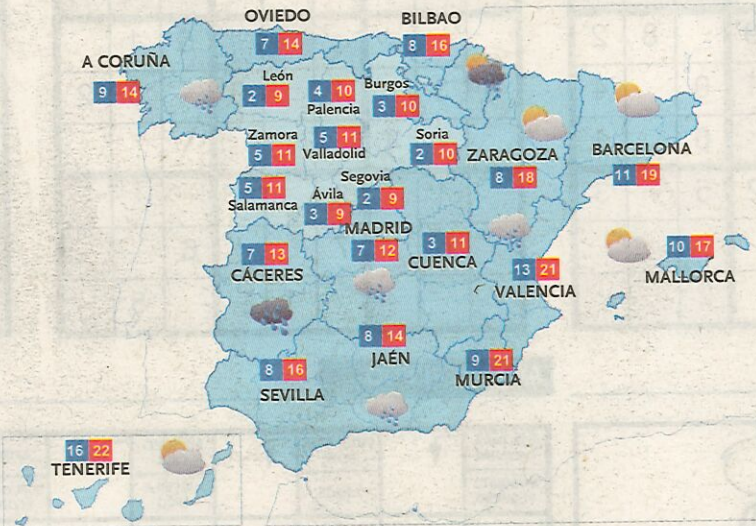 OVIEDO
7 14
BILBAO
8 16
A CORUÑA
9 14
León
2 9
4 10
Palencia
Burgos
3 10
Zamora
5 11
5 11
Valladolid
Soria
2 10
ZARAGOZA
8 18
BARCELONA
11 19
5 11
Salamanca
Ávila
3 9
Segovia
2 9
MADRID
7 12
3 11
CUENCA
7 13
CÁCERES
13 21
VALENCIA
10 17
MALLORCA
8 14
JAÉN
9 21
MURCIA
8 16
SEVILLA
16 22
TENERIFE